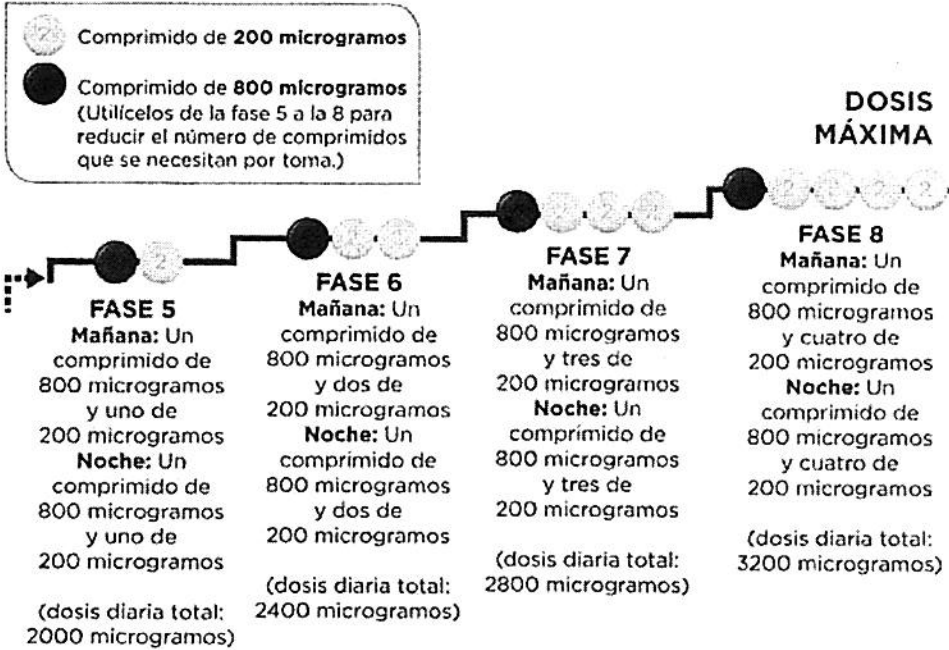 Comprimido de 200 microgramos
Comprimido de 800 microgramos
(Utilícelos de la fase 5 a la 8 para
reducir el número de comprimidos
que se necesitan por toma.)
DOSIS
MÁXIMA
FASE 5
Mañana: Un
comprimido de
800 microgramos
y uno de
200 microgramos
Noche: Un
comprimido de
800 microgramos
y uno de
200 microgramos
(dosis diaria total:
2000 microgramos)
FASE 6
Mañana: Un
comprimido de
800 microgramos
y dos de
200 microgramos
Noche: Un
comprimido de
800 microgramos
y dos de
200 microgramos
(dosis diaria total:
2400 microgramos)
FASE 7
Mañana: Un
comprimido de
800 microgramos
y tres de
200 microgramos
Noche: Un
comprimido de
800 microgramos
y tres de
200 microgramos
(dosis diaria total:
2800 microgramos)
FASE 8
Mañana: Un
comprimido de
800 microgramos
y cuatro de
200 microgramos
Noche: Un
comprimido de
800 microgramos
y cuatro de
200 microgramos
(dosis diaria total:
3200 microgramos)